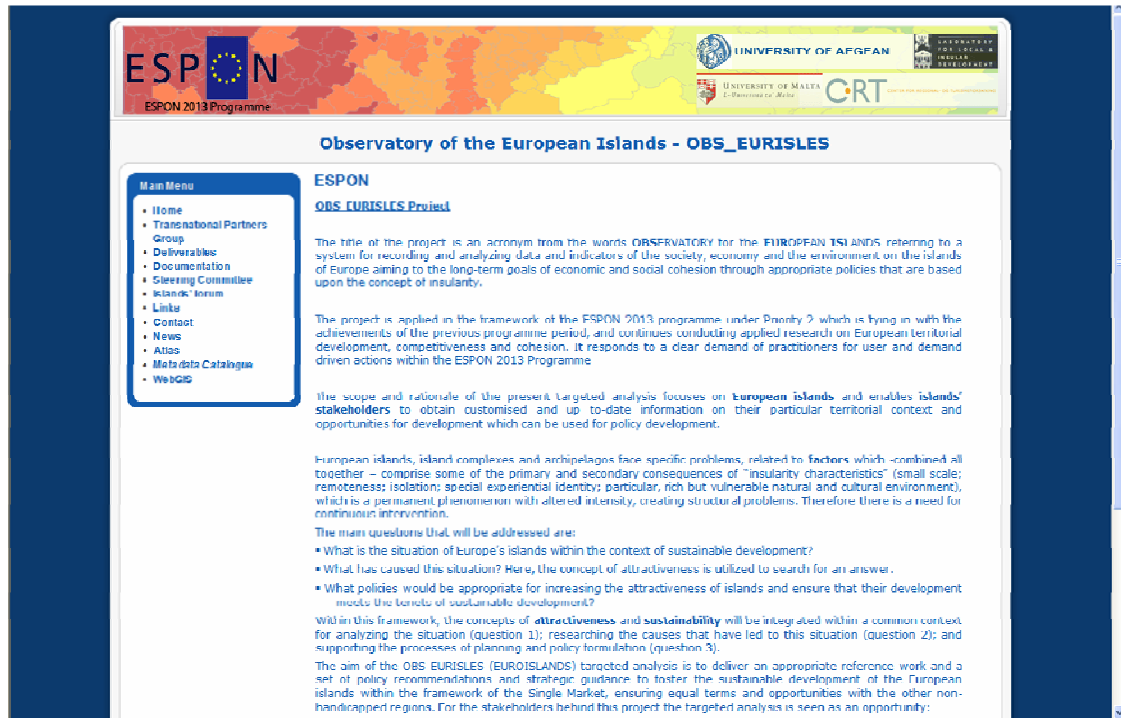 ESPON
ESPON 2013 Programme
UNIVERSITY OF AEGEAN
LABORATORY
FOR LOCAL &
INSULAR
DEVELOPMENT
UNIVERSITY OF MALTA
L-Università ta' Malta
CRT
Observatory of the European Islands - OBS_EURISLES
Main Menu
Home
Transnational Partners
Group
Deliverables
Documentation
Steering Committee
Islands' forum
Links
Contact
News
Atlas
Metadata Catalogue
WebGIS
ESPON
OBS_EURISLES Project
The title of the project is an acronym from the words OBSERVATORY for the EUROPEAN ISLANDS referring to a
system for recording and analyzing data and indicators of the society, economy and the environment on the islands
of Europe aiming to the long-term goals of economic and social cohesion through appropriate policies that are based
upon the concept of insularity.
The project is applied in the framework of the ESPON 2013 programme under Priority 2 which is tying in with the
achievements of the previous programme period, and continues conducting applied research on European territorial
development, competitiveness and cohesion. It responds to a clear demand of practitioners for user and demand
driven actions within the ESPON 2013 Programme
The scope and rationale of the present targeted analysis focuses on European islands and enables islands'
stakeholders to obtain customised and up to-date information on their particular territorial context and
opportunities for development which can be used for policy development.
European islands, island complexes and archipelagos face specific problems, related to factors which -combined all
together – comprise some of the primary and secondary consequences of "insularity characteristics" (small scale;
remoteness; isolation; special experiential identity; particular, rich but vulnerable natural and cultural environment),
which is a permanent phenomenon with altered intensity, creating structural problems. Therefore there is a need for
continuous intervention.
The main questions that will be addressed are:
▪ What is the situation of Europe's islands within the context of sustainable development?
▪ What has caused this situation? Here, the concept of attractiveness is utilized to search for an answer.
▪ What policies would be appropriate for increasing the attractiveness of islands and ensure that their development
meets the tenets of sustainable development?
Within this framework, the concepts of attractiveness and sustainability will be integrated within a common context
for analyzing the situation (question 1); researching the causes that have led to this situation (question 2); and
supporting the processes of planning and policy formulation (question 3).
The aim of the OBS EURISLES (EUROISLANDS) targeted analysis is to deliver an appropriate reference work and a
set of policy recommendations and strategic guidance to foster the sustainable development of the European
islands within the framework of the Single Market, ensuring equal terms and opportunities with the other non-
handicapped regions. For the stakeholders behind this project the targeted analysis is seen as an opportunity: